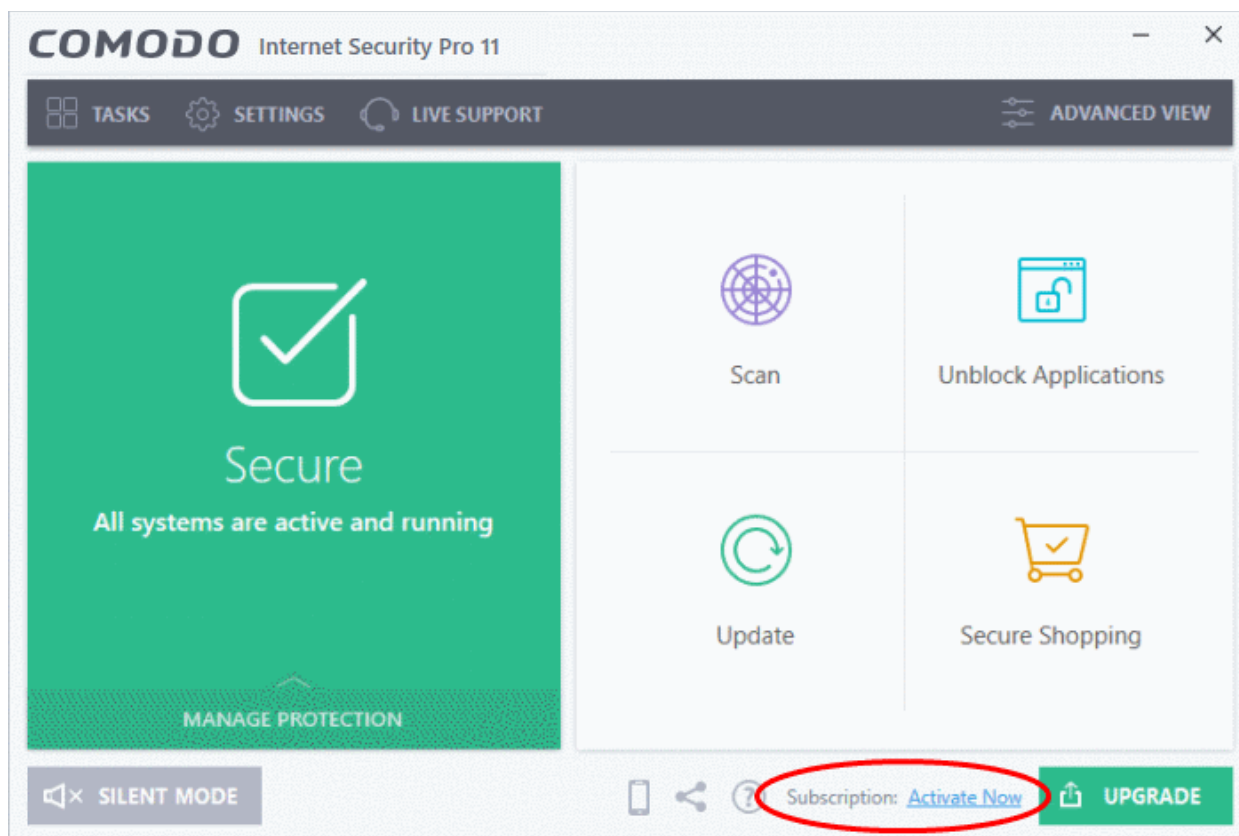 COMODO Internet Security Pro 11
TASKS SETTINGS LIVE SUPPORT ADVANCED VIEW
Secure
All systems are active and running
MANAGE PROTECTION
Scan
Unblock Applications
Update
Secure Shopping
SILENT MODE
? Subscription: Activate Now UPGRADE